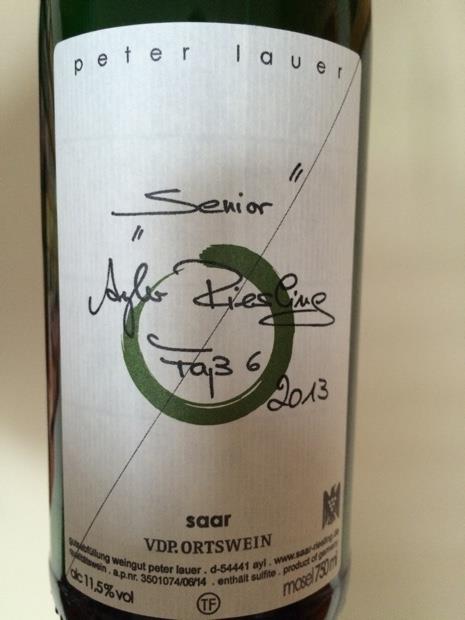 peter lauer
"Senior"
Ayler Riesling
Faß 6
2013
saar
VDP.ORTSWEIN
gutsabfüllung weingut peter lauer . d-54441 ayl . www.saar-riesling.de
qualitätswein . a.p.nr. 3501074/06/14 . enthält sulfite . product of germany
alc 11,5% vol
mosel 750 ml
TF